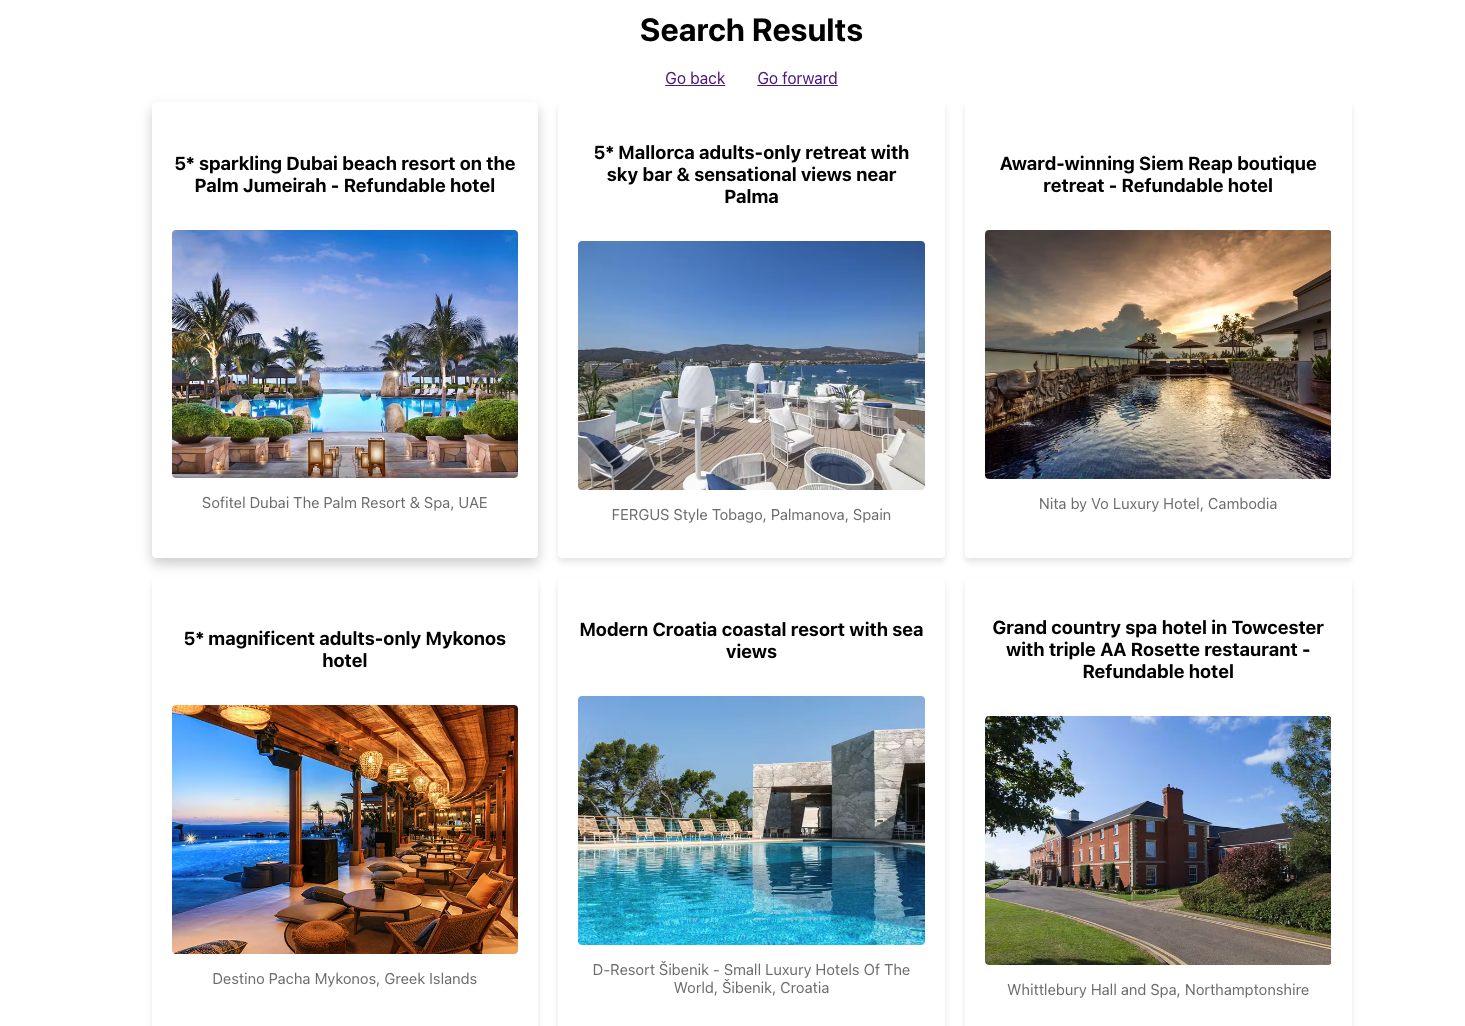 Search Results
Go back Go forward
5* sparkling Dubai beach resort on the
Palm Jumeirah - Refundable hotel
Sofitel Dubai The Palm Resort & Spa, UAE
5* Mallorca adults-only retreat with
sky bar & sensational views near
Palma
FERGUS Style Tobago, Palmanova, Spain
Award-winning Siem Reap boutique
retreat - Refundable hotel
Nita by Vo Luxury Hotel, Cambodia
5* magnificent adults-only Mykonos
hotel
Destino Pacha Mykonos, Greek Islands
Modern Croatia coastal resort with sea
views
D-Resort Šibenik - Small Luxury Hotels Of The
World, Šibenik, Croatia
Grand country spa hotel in Towcester
with triple AA Rosette restaurant -
Refundable hotel
Whittlebury Hall and Spa, Northamptonshire